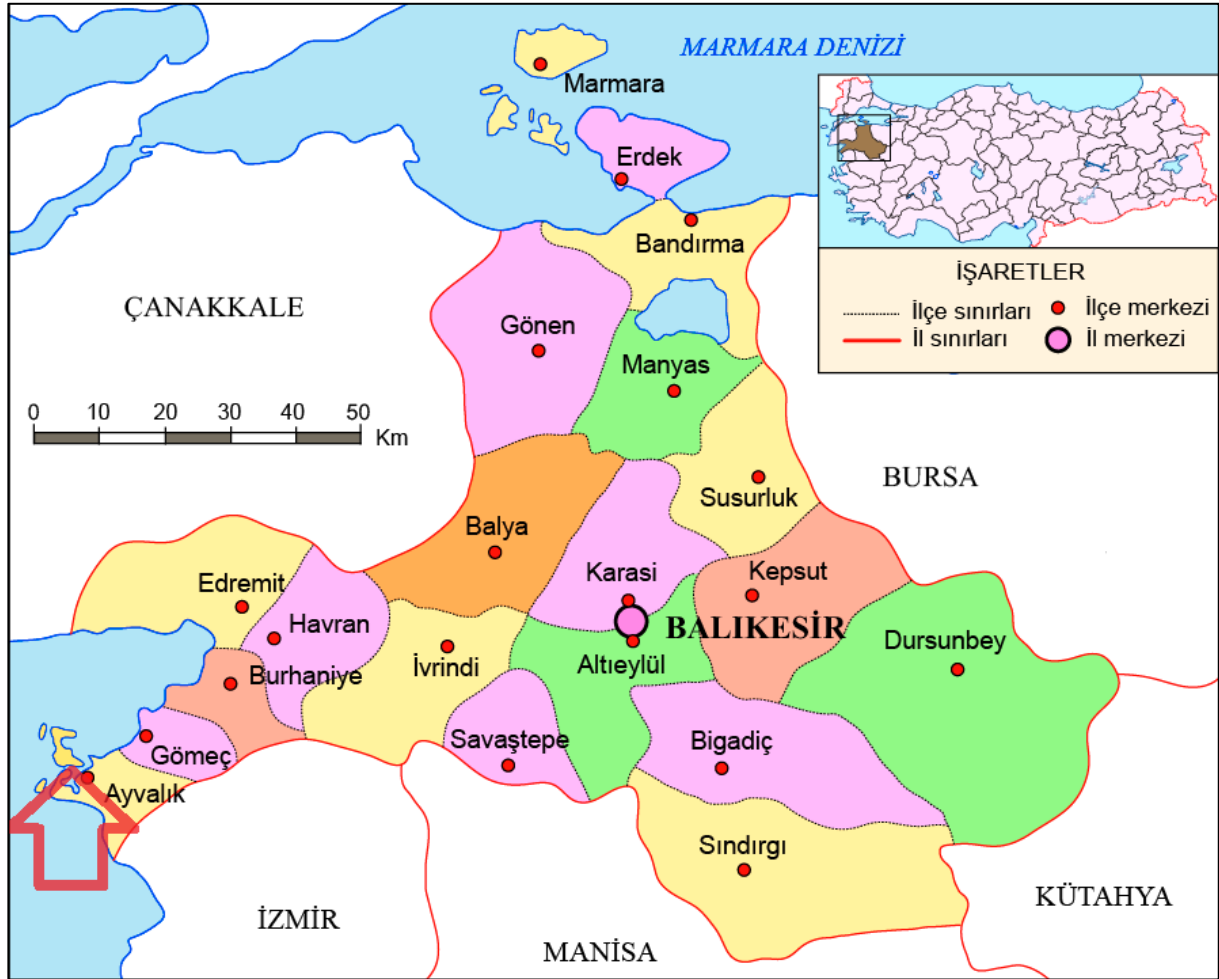 MARMARA DENİZİ
Marmara
Erdek
Bandırma
ÇANAKKALE
Gönen
Manyas
İŞARETLER
İlçe sınırları
İlçe merkezi
İl sınırları
İl merkezi
0 10 20 30 40 50
Km
BURSA
Susurluk
Balya
Karasi
Kepsut
Edremit
Havran
BALIKESİR
Dursunbey
İvrindi
Altıeylül
Burhaniye
Savaştepe
Bigadiç
Gömeç
Ayvalık
Sındırgı
KÜTAHYA
İZMİR
MANİSA